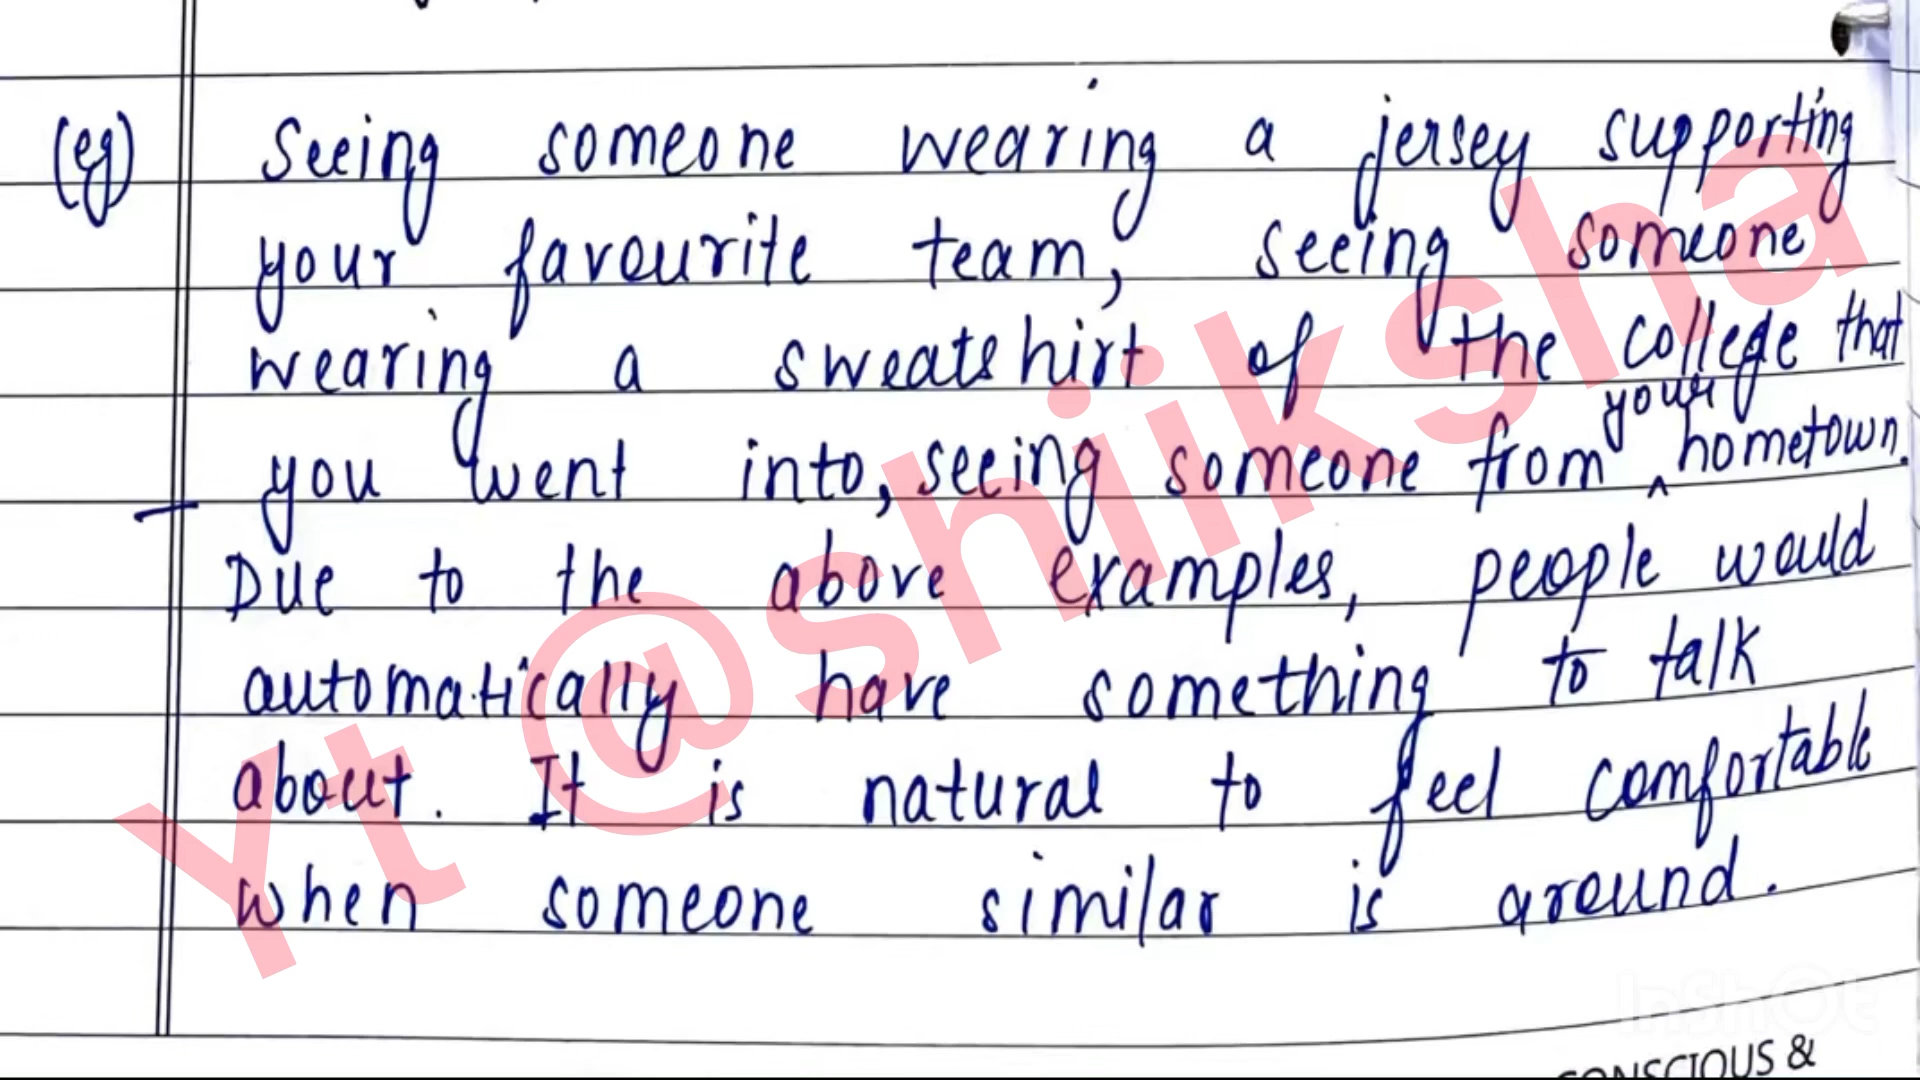 (eg) Seeing someone wearing a jersey supporting
your favourite team, seeing someone
wearing a sweatshirt of the college that
you went into, seeing someone from your hometown.
Due to the above examples, people would
automatically have something to talk
about. It is natural to feel comfortable
when someone similar is around.
Yt @shiiksha
InShOt
CONSCIOUS &